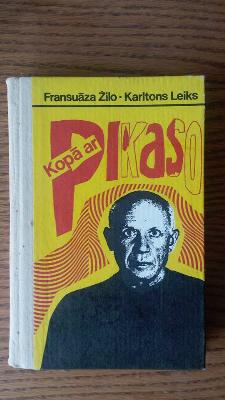 Fransuāza Žilo · Karltons Leiks
Kopā ar
PIKASO